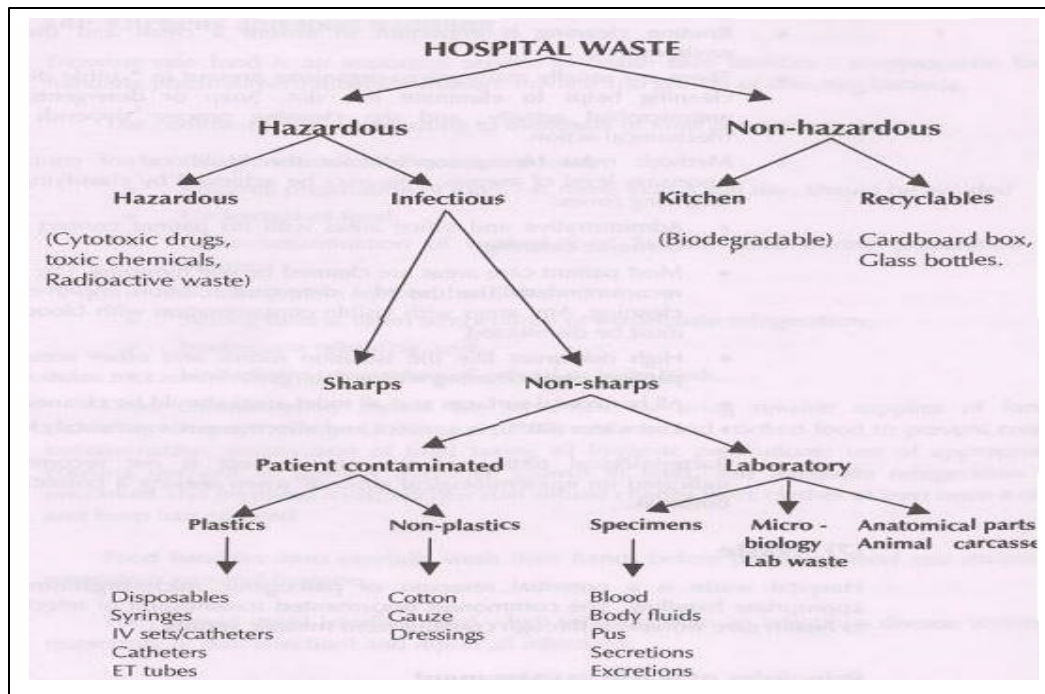 HOSPITAL WASTE
Hazardous
Non-hazardous
Hazardous
Infectious
Kitchen
Recyclables
(Cytotoxic drugs,
toxic chemicals,
Radioactive waste)
(Biodegradable)
Cardboard box,
Glass bottles.
Sharps
Non-sharps
Patient contaminated
Laboratory
Plastics
Non-plastics
Specimens
Micro -
biology
Lab waste
Anatomical parts
Animal carcasse
Disposables
Syringes
IV sets/catheters
Catheters
ET tubes
Cotton
Gauze
Dressings
Blood
Body fluids
Pus
Secretions
Excretions